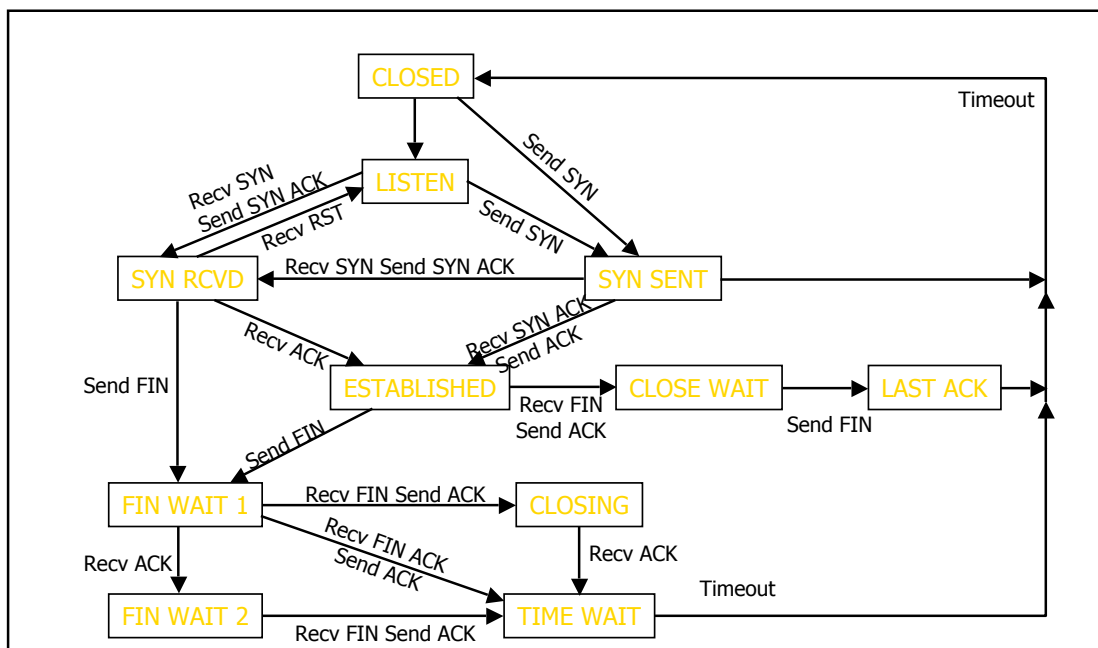 CLOSED
Timeout
Send SYN
LISTEN
Recv SYN
Send SYN ACK
Recv RST
Send SYN
SYN RCVD
Recv SYN Send SYN ACK
SYN SENT
Recv ACK
Recv SYN ACK
Send ACK
Send FIN
ESTABLISHED
Recv FIN
Send ACK
CLOSE WAIT
Send FIN
LAST ACK
Send FIN
FIN WAIT 1
Recv FIN Send ACK
CLOSING
Recv ACK
Recv FIN ACK
Send ACK
Recv ACK
FIN WAIT 2
Recv FIN Send ACK
TIME WAIT
Timeout